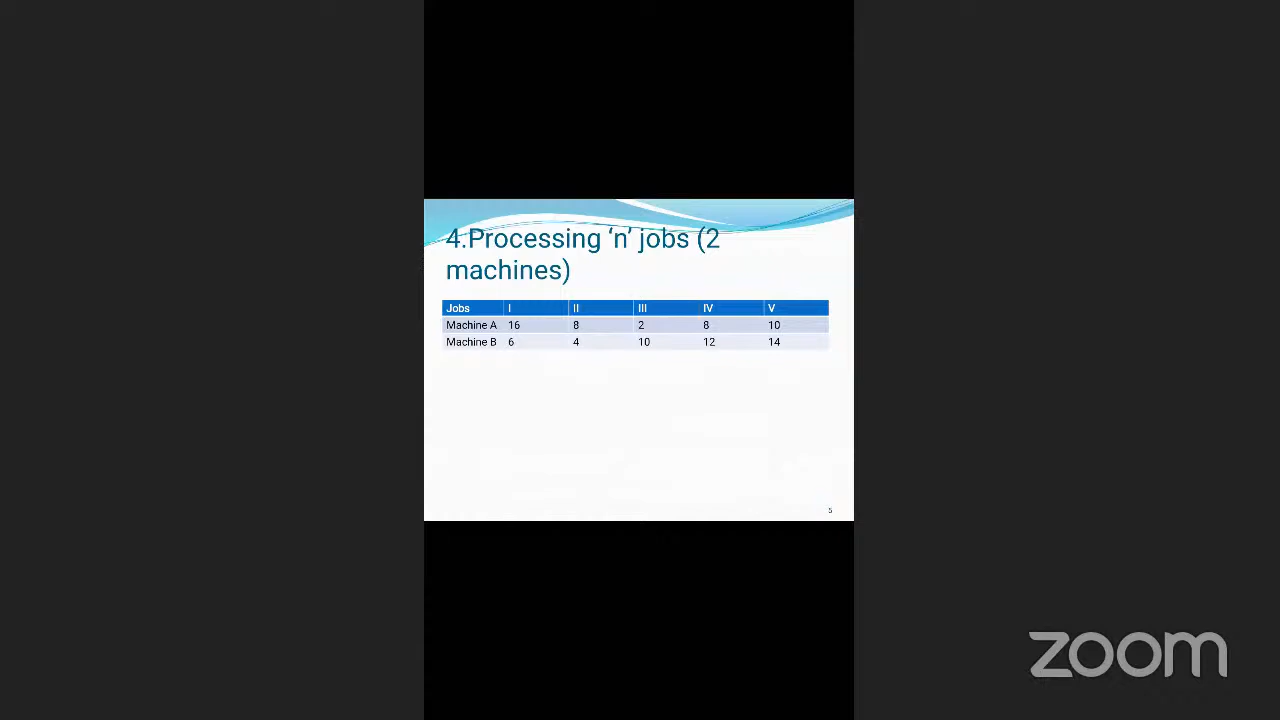 4.Processing ‘n’ jobs (2
machines)
Jobs I II III IV V
Machine A 16 8 2 8 10
Machine B 6 4 10 12 14
5
zoom